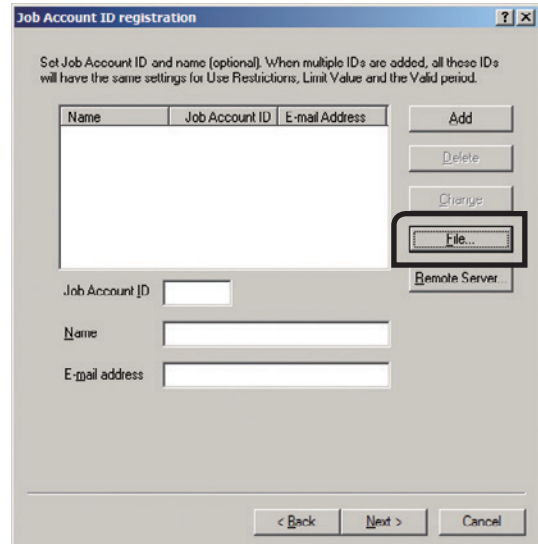 Job Account ID registration
Set Job Account ID and name (optional). When multiple IDs are added, all these IDs
will have the same settings for Use Restrictions, Limit Value and the Valid period.
Name Job Account ID E-mail Address
Add
Delete
Change
File...
Remote Server...
Job Account ID
Name
E-mail address
< Back Next > Cancel